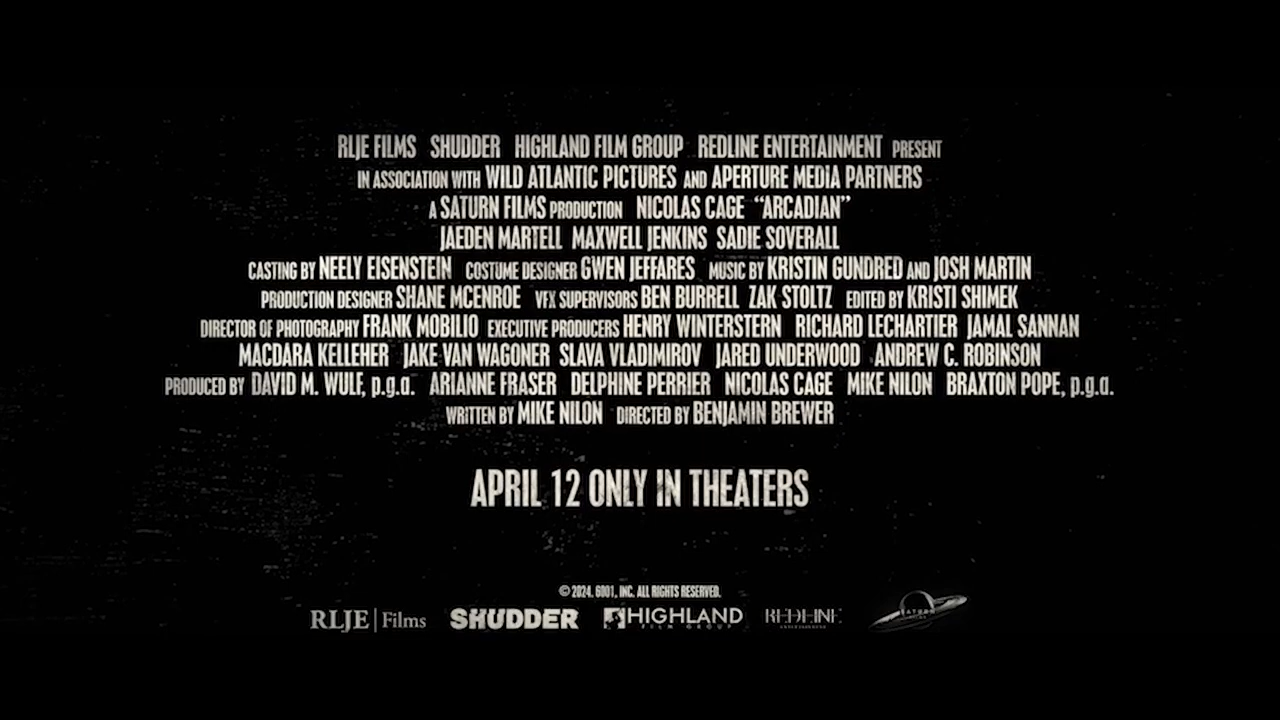 RLJE FILMS SHUDDER HIGHLAND FILM GROUP REDLINE ENTERTAINMENT PRESENT
IN ASSOCIATION WITH WILD ATLANTIC PICTURES AND APERTURE MEDIA PARTNERS
A SATURN FILMS PRODUCTION NICOLAS CAGE “ARCADIAN”
JAEDEN MARTELL MAXWELL JENKINS SADIE SOVERALL
CASTING BY NEELY EISENSTEIN COSTUME DESIGNER GWEN JEFFARES MUSIC BY KRISTIN GUNDRED AND JOSH MARTIN
PRODUCTION DESIGNER SHANE MCENROE VFX SUPERVISORS BEN BURRELL ZAK STOLTZ EDITED BY KRISTI SHIMEK
DIRECTOR OF PHOTOGRAPHY FRANK MOBILIO EXECUTIVE PRODUCERS HENRY WINTERSTERN RICHARD LECHARTIER JAMAL SANNAN
MACDARA KELLEHER JAKE VAN WAGONER SLAVA VLADIMIROV JARED UNDERWOOD ANDREW C. ROBINSON
PRODUCED BY DAVID M. WULF, p.g.a. ARIANNE FRASER DELPHINE PERRIER NICOLAS CAGE MIKE NILON BRAXTON POPE, p.g.a.
WRITTEN BY MIKE NILON DIRECTED BY BENJAMIN BREWER
APRIL 12 ONLY IN THEATERS
© 2024. 6001, INC. ALL RIGHTS RESERVED.
RLJE | Films SHUDDER HIGHLAND FILM GROUP REDLINE ENTERTAINMENT SATURN